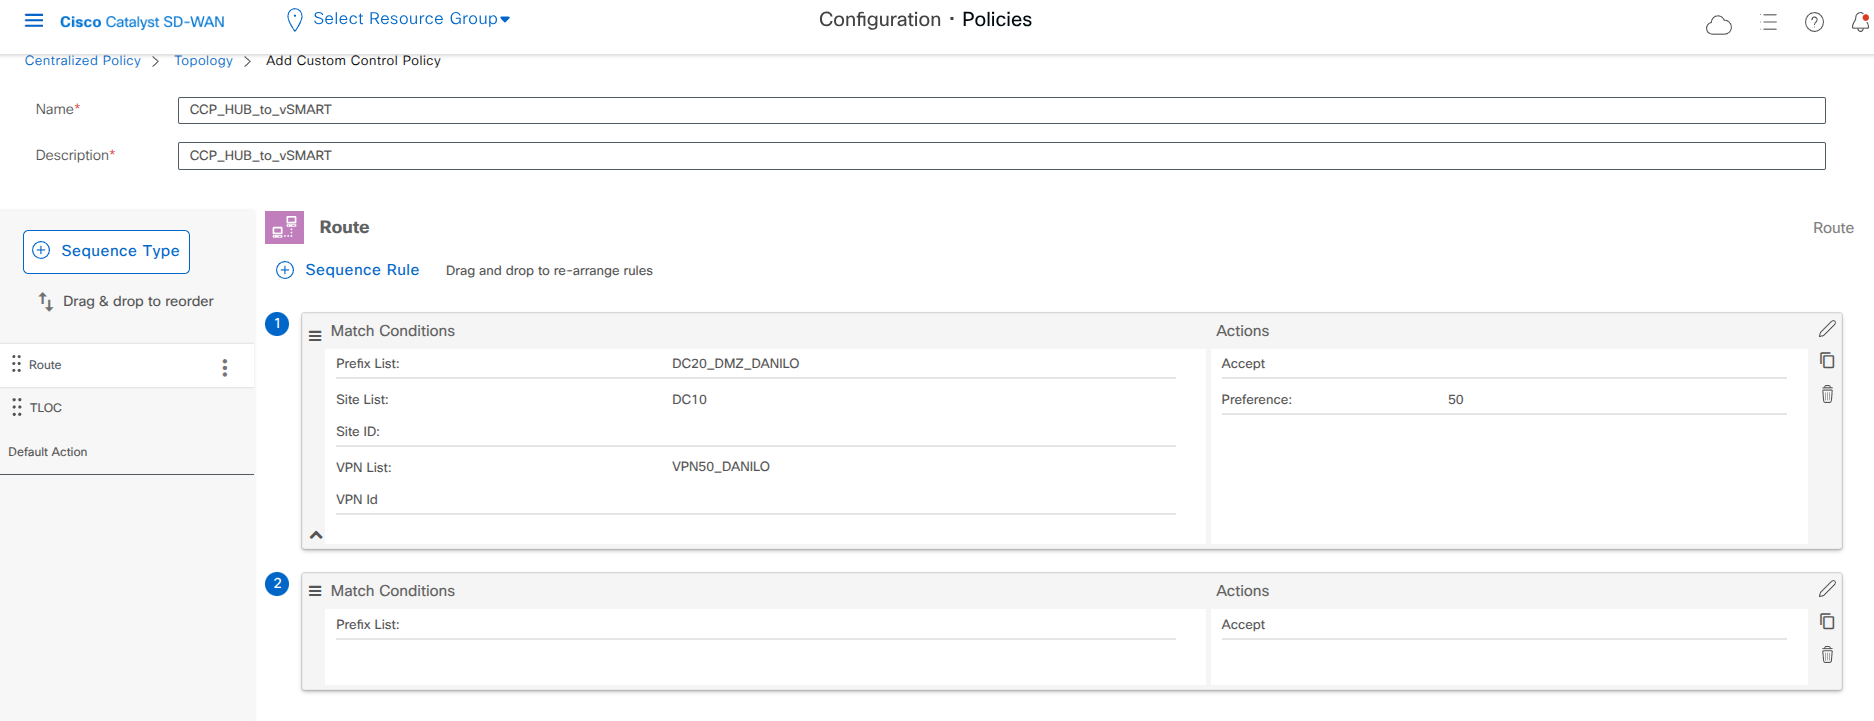 Cisco Catalyst SD-WAN
Select Resource Group
Configuration · Policies
Centralized Policy > Topology > Add Custom Control Policy
Name* CCP_HUB_to_vSMART
Description* CCP_HUB_to_vSMART
Sequence Type
Drag & drop to reorder
Route
TLOC
Default Action
Route
Route
Sequence Rule Drag and drop to re-arrange rules
1
Match Conditions Actions
Prefix List: DC20_DMZ_DANILO Accept
Site List: DC10 Preference: 50
Site ID:
VPN List: VPN50_DANILO
VPN Id
2
Match Conditions Actions
Prefix List: Accept